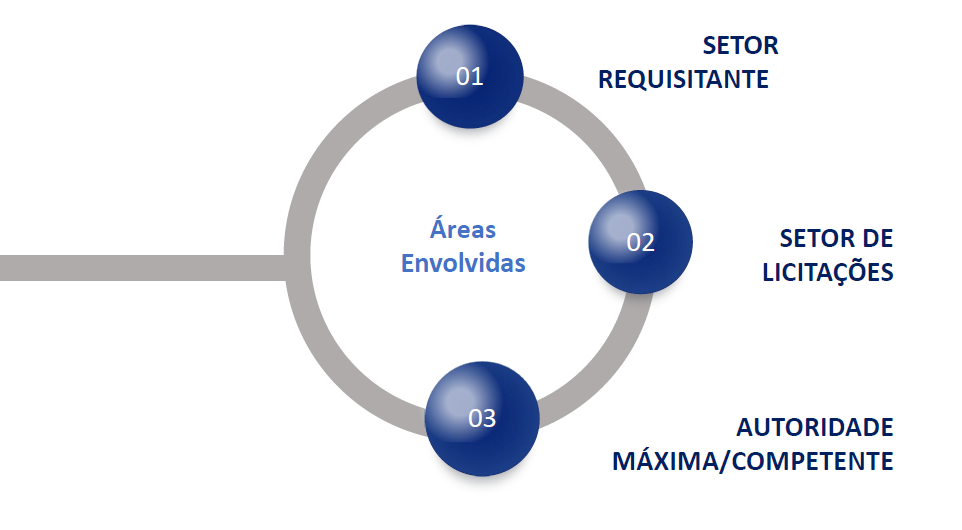 01
SETOR
REQUISITANTE
Áreas
Envolvidas
02
SETOR DE
LICITAÇÕES
03
AUTORIDADE
MÁXIMA/COMPETENTE